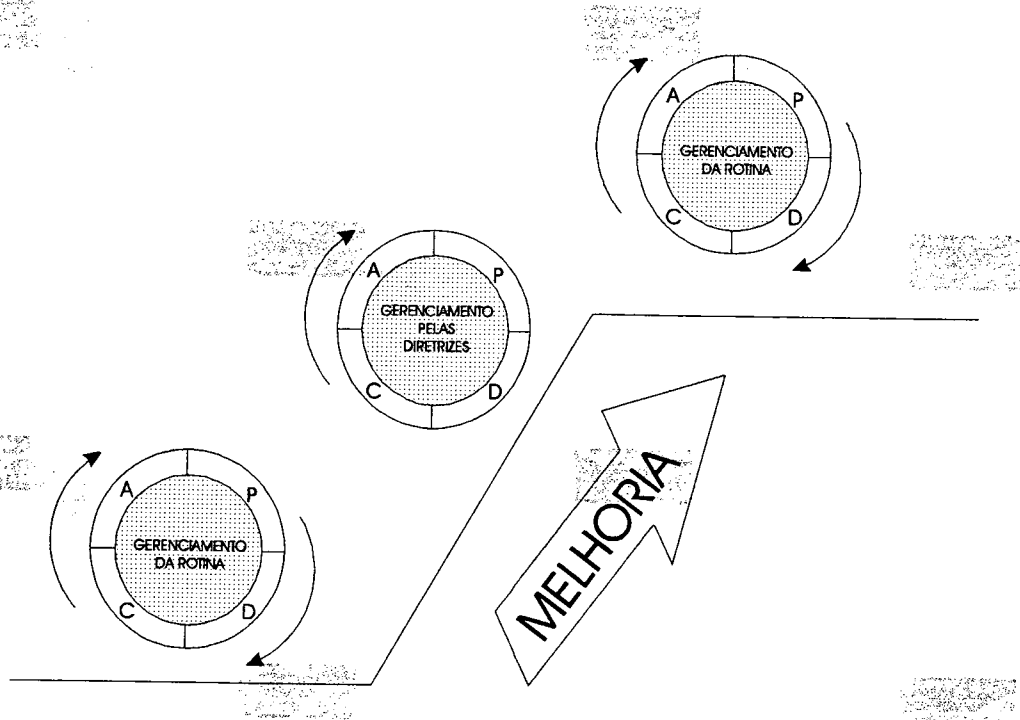 A
P
GERENCIAMENTO
DA ROTINA
C
D
A
P
GERENCIAMENTO
PELAS
DIRETRIZES
C
D
A
P
GERENCIAMENTO
DA ROTINA
C
D
MELHORIA